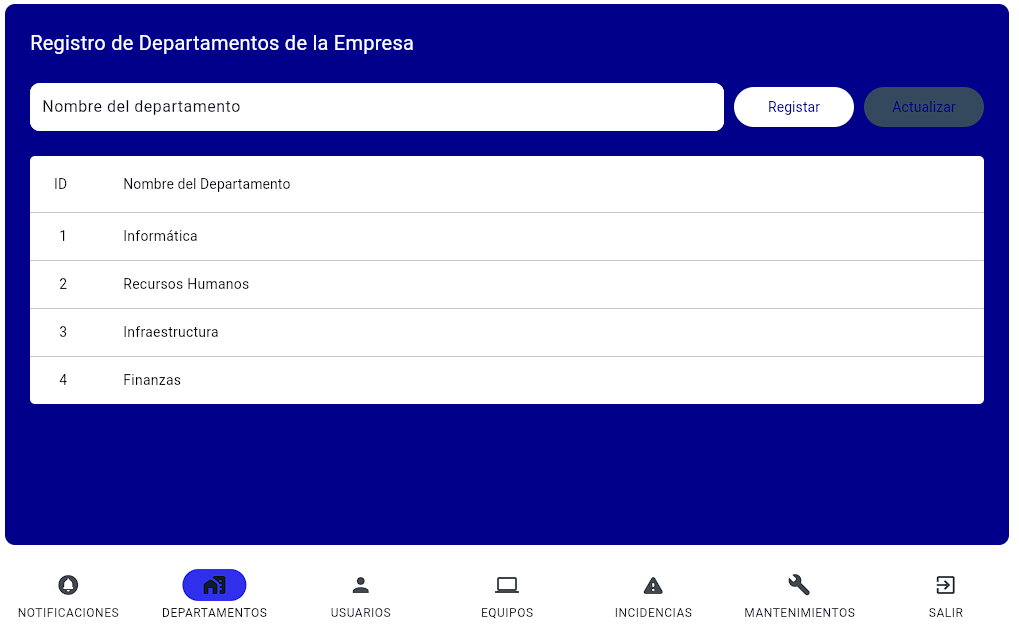 Registro de Departamentos de la Empresa
Nombre del departamento
Registar
Actualizar
ID Nombre del Departamento
1 Informática
2 Recursos Humanos
3 Infraestructura
4 Finanzas
NOTIFICACIONES DEPARTAMENTOS USUARIOS EQUIPOS INCIDENCIAS MANTENIMIENTOS SALIR